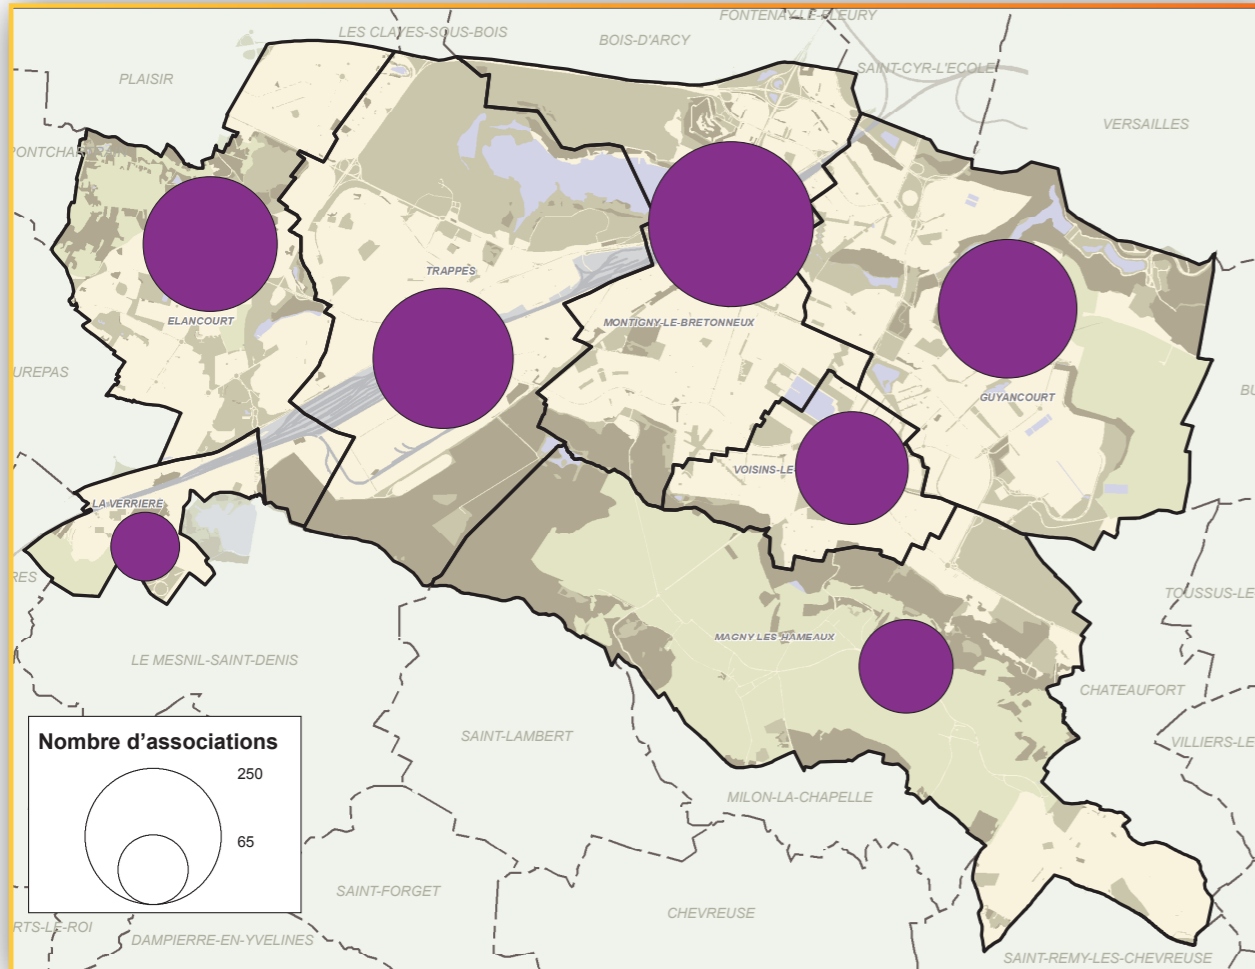 FONTENAY-LE-FLEURY
LES CLAYES-SOUS-BOIS
BOIS-D'ARCY
SAINT-CYR-L'ECOLE
PLAISIR
VERSAILLES
TRAPPES
ELANCOURT
MONTIGNY-LE-BRETONNEUX
UREPAS
BU
GUYANCOURT
VOISINS-LE
LA VERRIERE
RES
TOUSSUS-LE
MAGNY LES HAMEAUX
LE MESNIL-SAINT-DENIS
CHATEAUFORT
SAINT-LAMBERT
VILLIERS-LE
Nombre d'associations
250
65
MILON-LA-CHAPELLE
SAINT-FORGET
CHEVREUSE
RTS-LE-ROI
DAMPIERRE-EN-YVELINES
SAINT-REMY-LES-CHEVREUSE